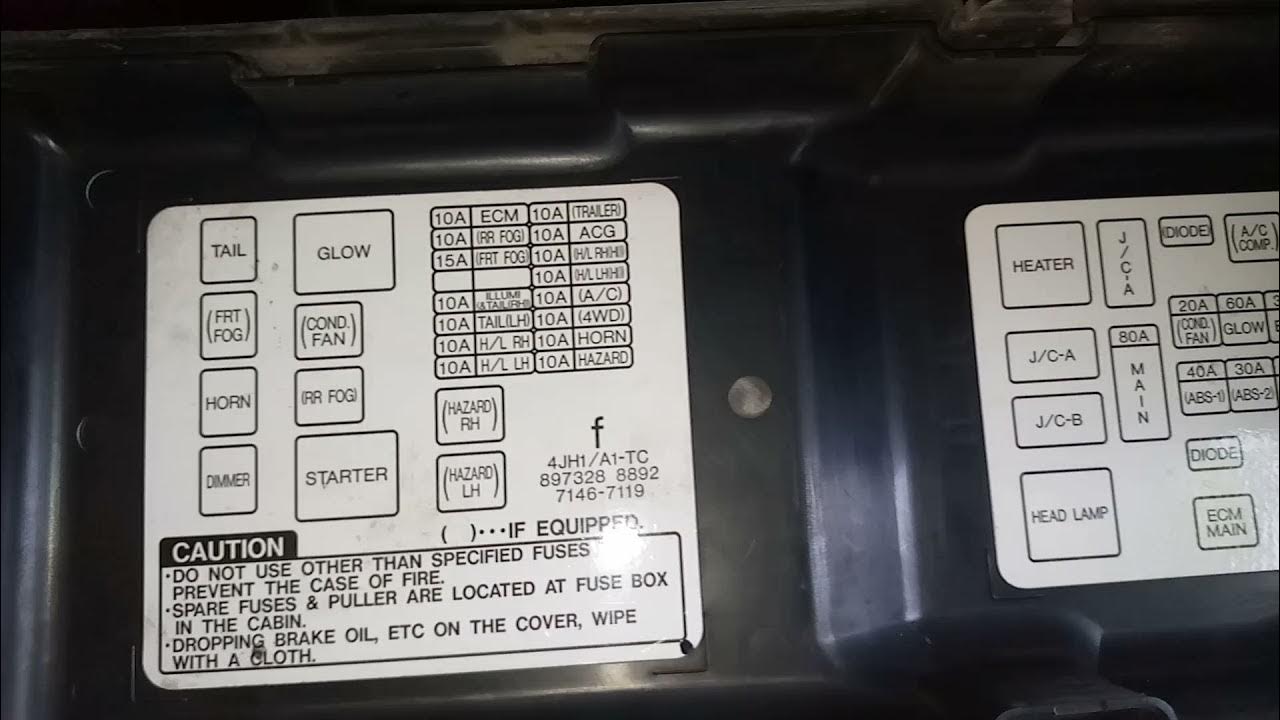 TAIL
GLOW
(FRT FOG)
(COND. FAN)
HORN
(RR FOG)
DIMMER
STARTER
10A ECM 10A (TRAILER)
10A (RR FOG) 10A ACG
15A (FRT FOG) 10A (H/L RH(HI))
10A (H/L LH(HI))
10A ILLUMI (&TAIL(RH)) 10A (A/C)
10A TAIL(LH) 10A (4WD)
10A H/L RH 10A HORN
10A H/L LH 10A HAZARD
(HAZARD) RH
(HAZARD LH)
f
4JH1/A1-TC
897328 8892
7146-7119
( )···IF EQUIPPED.
CAUTION
·DO NOT USE OTHER THAN SPECIFIED FUSES
PREVENT THE CASE OF FIRE.
·SPARE FUSES & PULLER ARE LOCATED AT FUSE BOX
IN THE CABIN.
·DROPPING BRAKE OIL, ETC ON THE COVER, WIPE
WITH A CLOTH.
HEATER
J/C-A
(DIODE)
(A/C COMP.)
J/C-A
J/C-B
80A
MAIN
20A 60A
(COND. FAN) GLOW
40A 30A
(ABS-1) (ABS-2)
DIODE
HEAD LAMP
ECM
MAIN